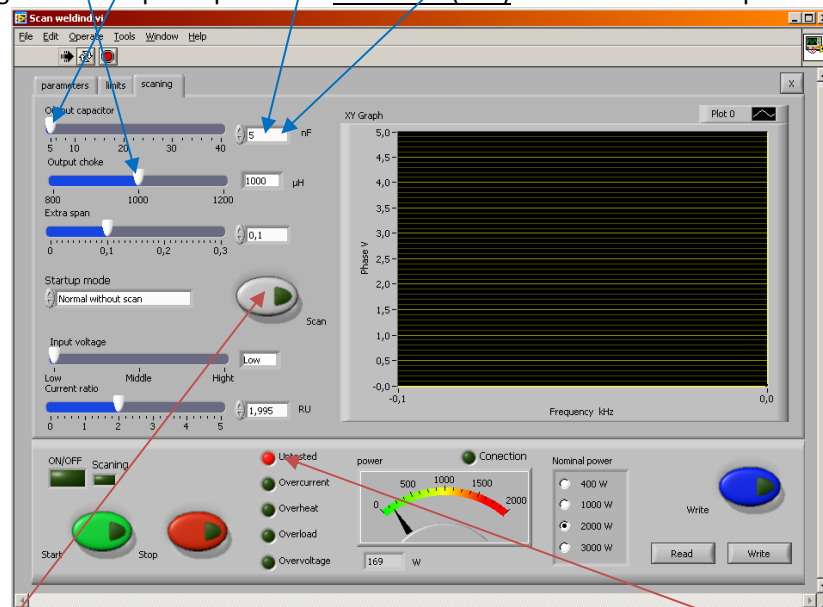 Scan weldind.vi
File Edit Operate Tools Window Help
parameters limits scaning
X
Output capacitor
5 nF
5 10 20 30 40
Output choke
1000 µH
800 1000 1200
Extra span
0,1
0 0,1 0,2 0,3
Startup mode
Normal without scan
Scan
Input voltage
Low
Low Middle Hight
Current ratio
1,995 RU
0 1 2 3 4 5
XY Graph
Plot 0
5,0
4,5
4,0
3,5
3,0
2,5
2,0
1,5
1,0
0,5
-0,0
Phase V
-0,1 0,0
Frequency kHz
ON/OFF Scaning
Start Stop
Untested
Overcurrent
Overheat
Overload
Overvoltage
power
0 500 1000 1500 2000
169 W
Conection
Nominal power
400 W
1000 W
2000 W
3000 W
Write
Read Write